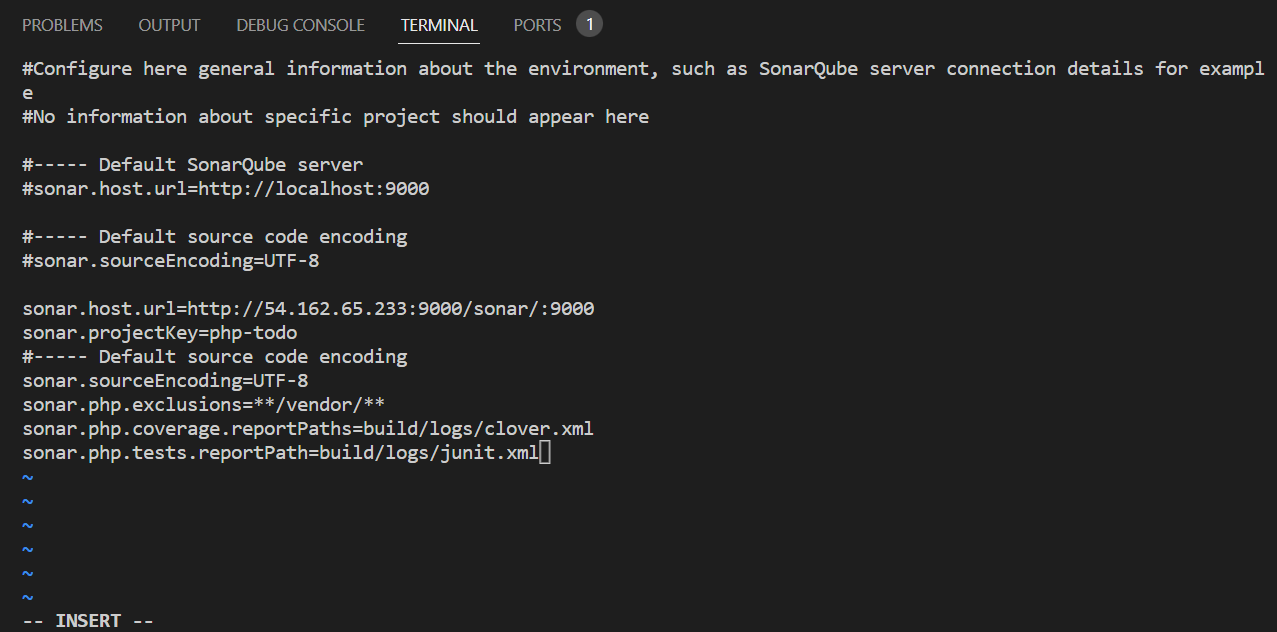 PROBLEMS OUTPUT DEBUG CONSOLE TERMINAL PORTS 1
#Configure here general information about the environment, such as SonarQube server connection details for exampl
e
#No information about specific project should appear here
#----- Default SonarQube server
#sonar.host.url=http://localhost:9000
#----- Default source code encoding
#sonar.sourceEncoding=UTF-8
sonar.host.url=http://54.162.65.233:9000/sonar/:9000
sonar.projectKey=php-todo
#----- Default source code encoding
sonar.sourceEncoding=UTF-8
sonar.php.exclusions=**/vendor/**
sonar.php.coverage.reportPaths=build/logs/clover.xml
sonar.php.tests.reportPath=build/logs/junit.xml
~
~
~
~
~
~
-- INSERT --